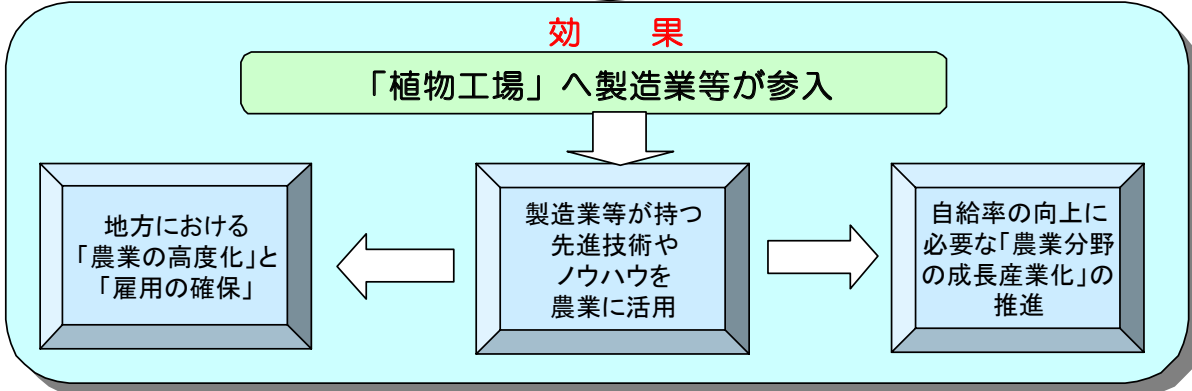 効　果
「植物工場」へ製造業等が参入
地方における
「農業の高度化」と
「雇用の確保」
製造業等が持つ
先進技術や
ノウハウを
農業に活用
自給率の向上に
必要な「農業分野
の成長産業化」の
推進